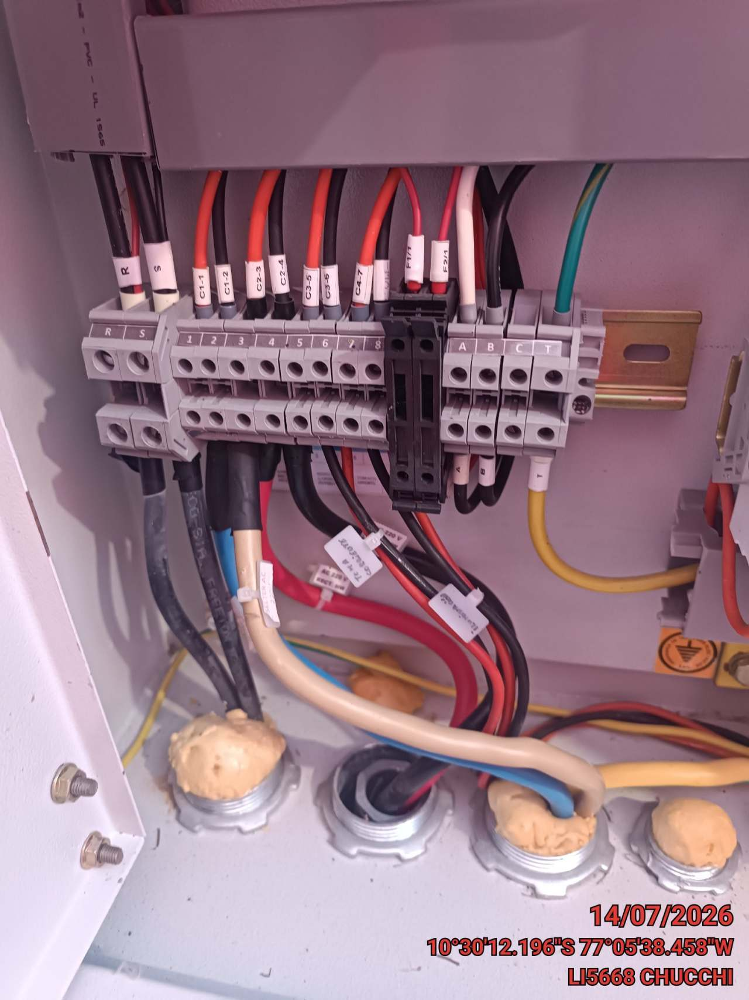 - PVC - UL 1565
R
S
C1-1
C1-2
C2-3
C2-4
C3-5
C3-6
C4-7
F1/1
F2/1
R S
1 2 3 4 5 6 7 8
A B C T
A
B
T
14/07/2026
10°30'12.196"S 77°05'38.458"W
LI5668 CHUCCHI